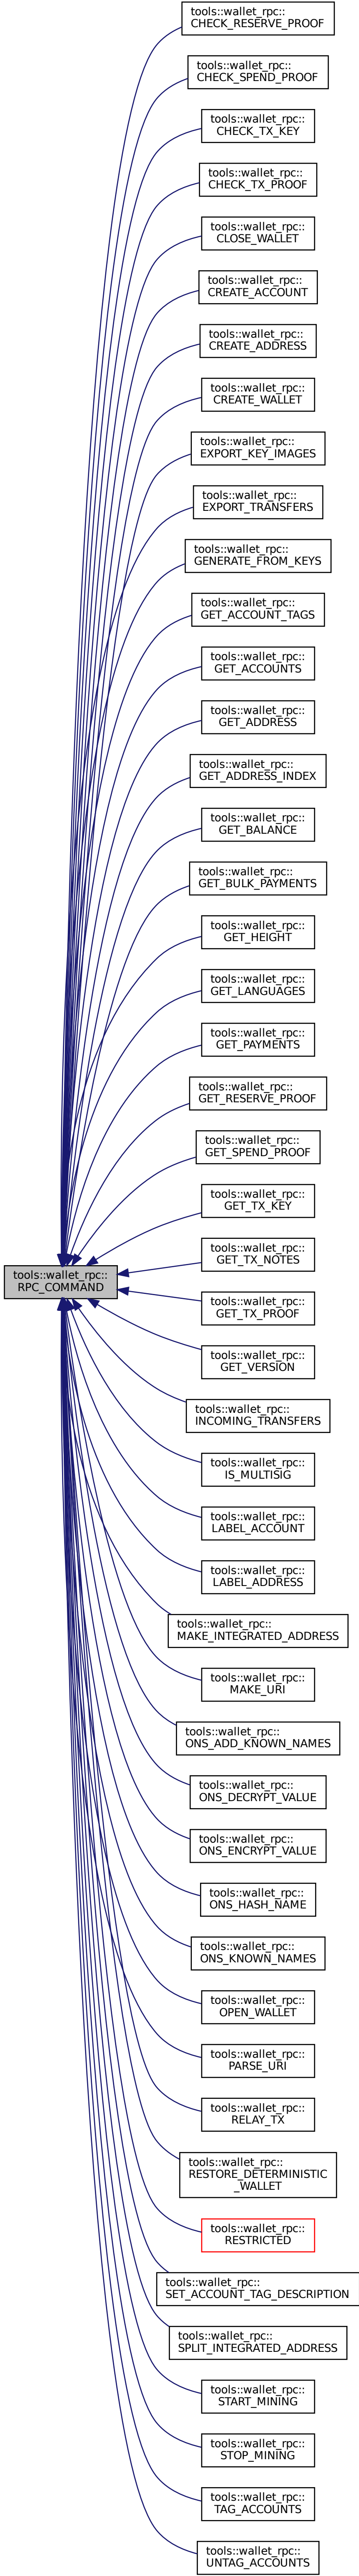 tools::wallet_rpc::
CHECK_RESERVE_PROOF
tools::wallet_rpc::
CHECK_SPEND_PROOF
tools::wallet_rpc::
CHECK_TX_KEY
tools::wallet_rpc::
CHECK_TX_PROOF
tools::wallet_rpc::
CLOSE_WALLET
tools::wallet_rpc::
CREATE_ACCOUNT
tools::wallet_rpc::
CREATE_ADDRESS
tools::wallet_rpc::
CREATE_WALLET
tools::wallet_rpc::
EXPORT_KEY_IMAGES
tools::wallet_rpc::
EXPORT_TRANSFERS
tools::wallet_rpc::
GENERATE_FROM_KEYS
tools::wallet_rpc::
GET_ACCOUNT_TAGS
tools::wallet_rpc::
GET_ACCOUNTS
tools::wallet_rpc::
GET_ADDRESS
tools::wallet_rpc::
GET_ADDRESS_INDEX
tools::wallet_rpc::
GET_BALANCE
tools::wallet_rpc::
GET_BULK_PAYMENTS
tools::wallet_rpc::
GET_HEIGHT
tools::wallet_rpc::
GET_LANGUAGES
tools::wallet_rpc::
GET_PAYMENTS
tools::wallet_rpc::
GET_RESERVE_PROOF
tools::wallet_rpc::
GET_SPEND_PROOF
tools::wallet_rpc::
GET_TX_KEY
tools::wallet_rpc::
GET_TX_NOTES
tools::wallet_rpc::
RPC_COMMAND
tools::wallet_rpc::
GET_TX_PROOF
tools::wallet_rpc::
GET_VERSION
tools::wallet_rpc::
INCOMING_TRANSFERS
tools::wallet_rpc::
IS_MULTISIG
tools::wallet_rpc::
LABEL_ACCOUNT
tools::wallet_rpc::
LABEL_ADDRESS
tools::wallet_rpc::
MAKE_INTEGRATED_ADDRESS
tools::wallet_rpc::
MAKE_URI
tools::wallet_rpc::
ONS_ADD_KNOWN_NAMES
tools::wallet_rpc::
ONS_DECRYPT_VALUE
tools::wallet_rpc::
ONS_ENCRYPT_VALUE
tools::wallet_rpc::
ONS_HASH_NAME
tools::wallet_rpc::
ONS_KNOWN_NAMES
tools::wallet_rpc::
OPEN_WALLET
tools::wallet_rpc::
PARSE_URI
tools::wallet_rpc::
RELAY_TX
tools::wallet_rpc::
RESTORE_DETERMINISTIC
_WALLET
tools::wallet_rpc::
RESTRICTED
tools::wallet_rpc::
SET_ACCOUNT_TAG_DESCRIPTION
tools::wallet_rpc::
SPLIT_INTEGRATED_ADDRESS
tools::wallet_rpc::
START_MINING
tools::wallet_rpc::
STOP_MINING
tools::wallet_rpc::
TAG_ACCOUNTS
tools::wallet_rpc::
UNTAG_ACCOUNTS